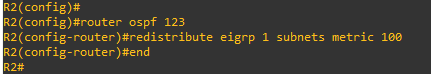 R2(config)#
R2(config)#router ospf 123
R2(config-router)#redistribute eigrp 1 subnets metric 100
R2(config-router)#end
R2#